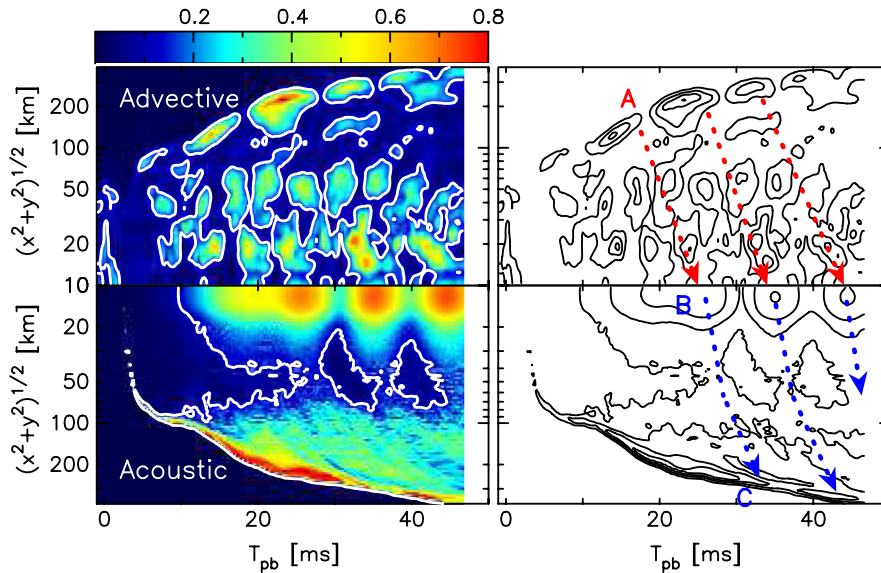 0.2 0.4 0.6 0.8
Advective
A
200
100
50
20
10
(x²+y²)^1/2 [km]
B
20
50
100
200
(x²+y²)^1/2 [km]
Acoustic
C
0 20 40
T_pb [ms]
0 20 40
T_pb [ms]